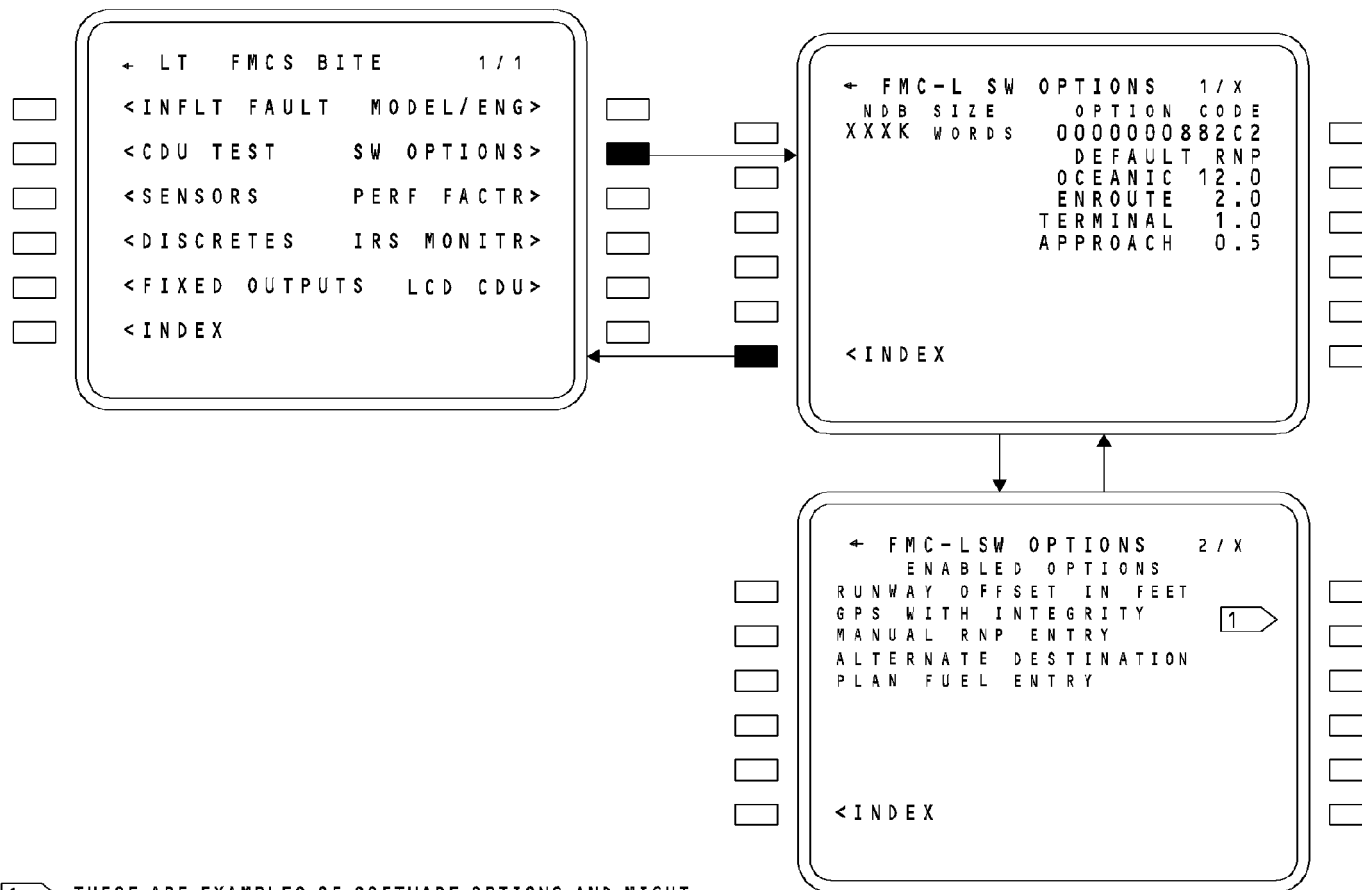 ← LT FMCS BITE 1/1
<INFLT FAULT MODEL/ENG>
<CDU TEST SW OPTIONS>
<SENSORS PERF FACTR>
<DISCRETES IRS MONITR>
<FIXED OUTPUTS LCD CDU>
<INDEX
← FMC-L SW OPTIONS 1/X
NDB SIZE OPTION CODE
XXXK WORDS 0000000882C2
DEFAULT RNP
OCEANIC 12.0
ENROUTE 2.0
TERMINAL 1.0
APPROACH 0.5
<INDEX
← FMC-LSW OPTIONS 2/X
ENABLED OPTIONS
RUNWAY OFFSET IN FEET
GPS WITH INTEGRITY
1
MANUAL RNP ENTRY
ALTERNATE DESTINATION
PLAN FUEL ENTRY
<INDEX
1 THESE ARE EXAMPLES OF SOFTWARE OPTIONS AND MIGHT